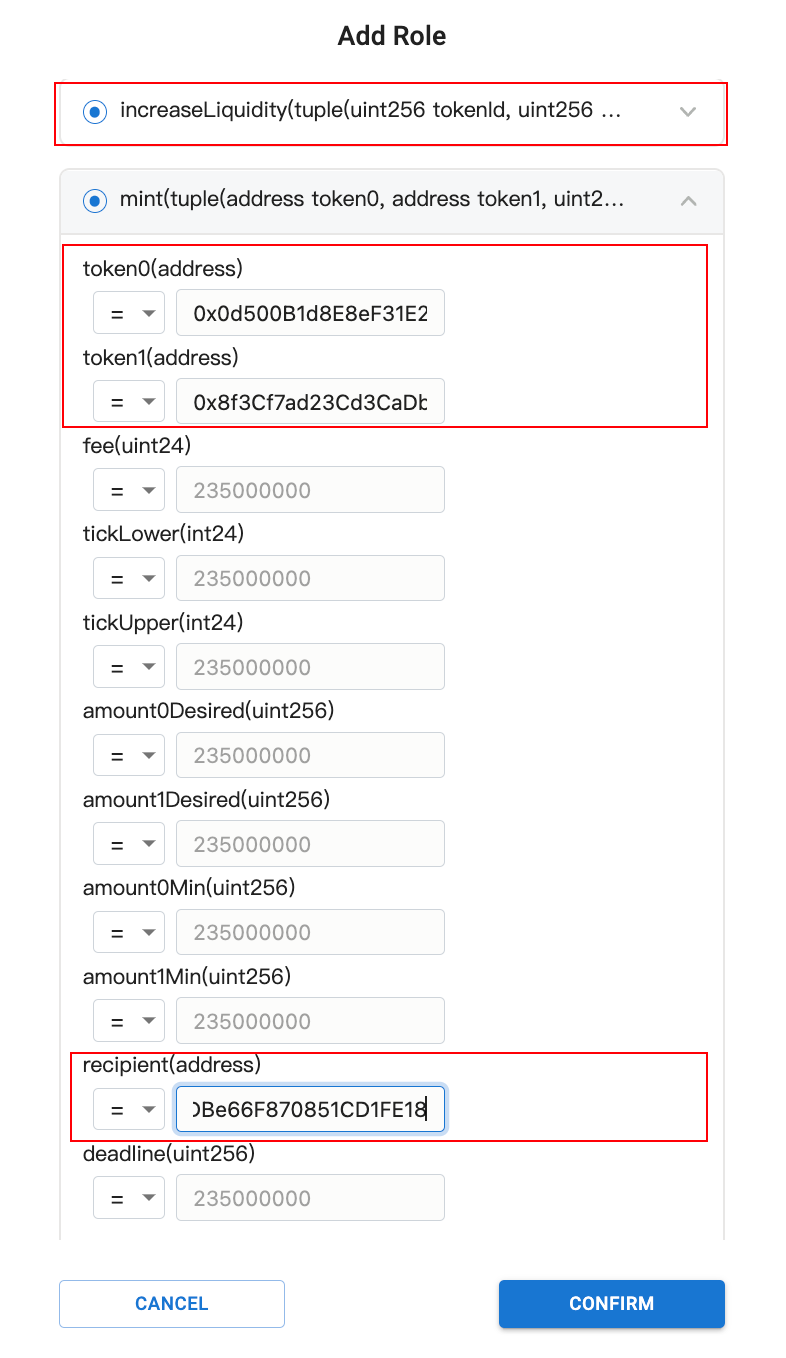 Add Role
increaseLiquidity(tuple(uint256 tokenId, uint256 ...
mint(tuple(address token0, address token1, uint2...
token0(address)
= 0x0d500B1d8E8eF31E2
token1(address)
= 0x8f3Cf7ad23Cd3CaDb
fee(uint24)
= 235000000
tickLower(int24)
= 235000000
tickUpper(int24)
= 235000000
amount0Desired(uint256)
= 235000000
amount1Desired(uint256)
= 235000000
amount0Min(uint256)
= 235000000
amount1Min(uint256)
= 235000000
recipient(address)
= DBe66F870851CD1FE18
deadline(uint256)
= 235000000
CANCEL CONFIRM